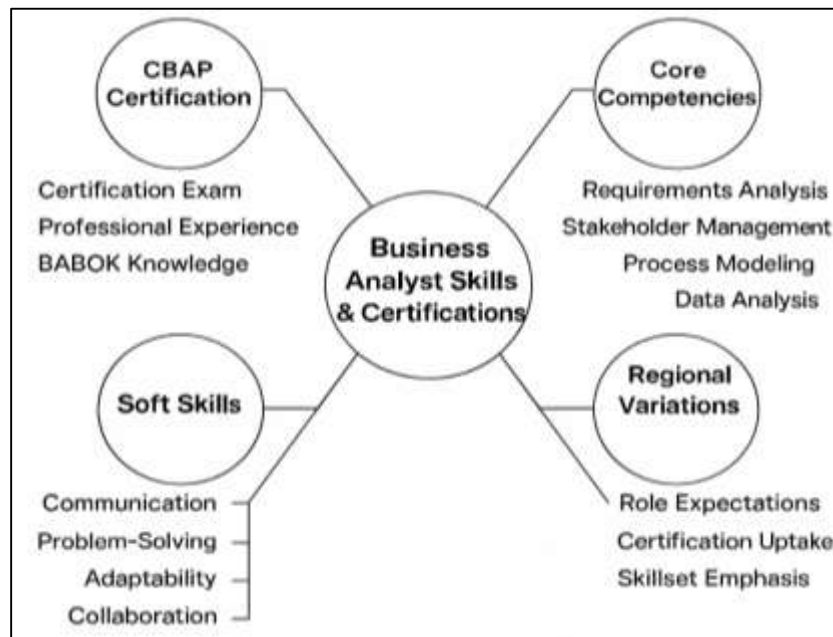 CBAP
Certification
Certification Exam
Professional Experience
BABOK Knowledge
Core
Competencies
Requirements Analysis
Stakeholder Management
Process Modeling
Data Analysis
Business
Analyst Skills
& Certifications
Soft Skills
Communication
Problem-Solving
Adaptability
Collaboration
Regional
Variations
Role Expectations
Certification Uptake
Skillset Emphasis